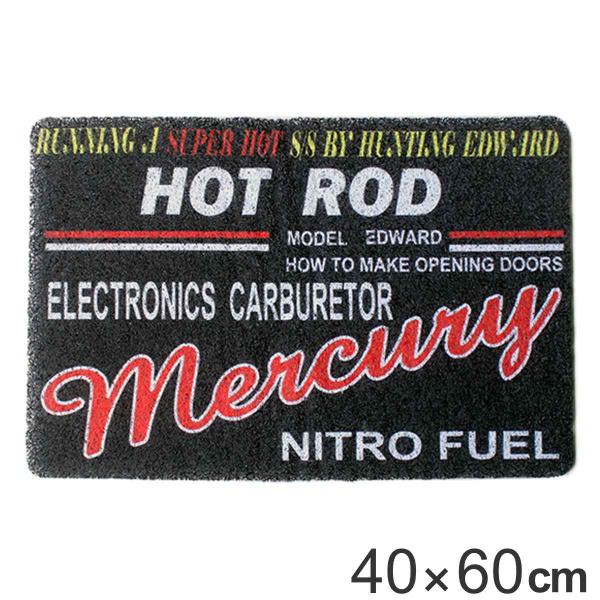 RUNNING A SUPER HOT S/S BY HUNTING EDWARD
HOT ROD
MODEL EDWARD
HOW TO MAKE OPENING DOORS
ELECTRONICS CARBURETOR
Mercury
NITRO FUEL
40×60cm